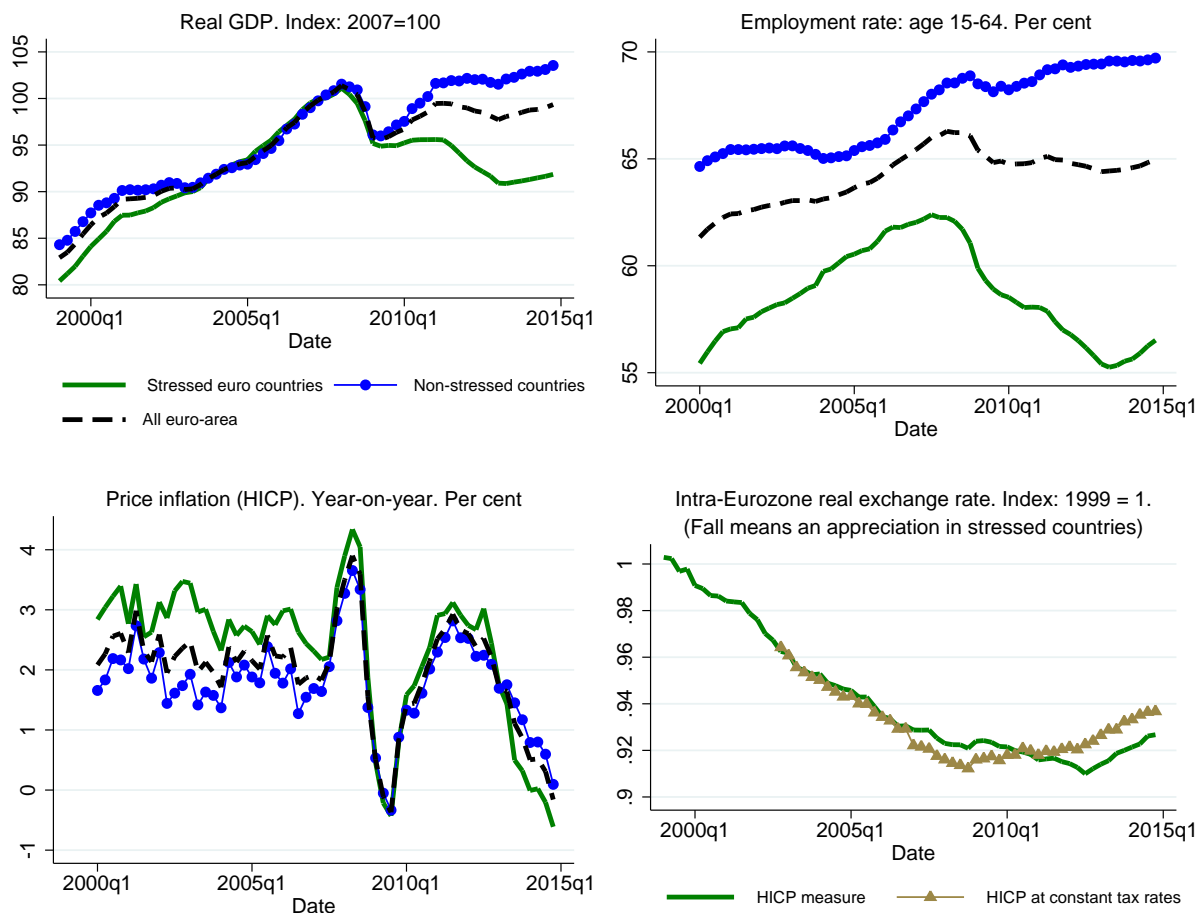 Real GDP. Index: 2007=100
105
100
95
90
85
80
2000q1 2005q1 2010q1 2015q1
Date
Stressed euro countries Non-stressed countries
All euro-area
Employment rate: age 15-64. Per cent
70
65
60
55
2000q1 2005q1 2010q1 2015q1
Date
Price inflation (HICP). Year-on-year. Per cent
4
3
2
1
0
-1
2000q1 2005q1 2010q1 2015q1
Date
Intra-Eurozone real exchange rate. Index: 1999 = 1.
(Fall means an appreciation in stressed countries)
1
.98
.96
.94
.92
.9
2000q1 2005q1 2010q1 2015q1
Date
HICP measure HICP at constant tax rates